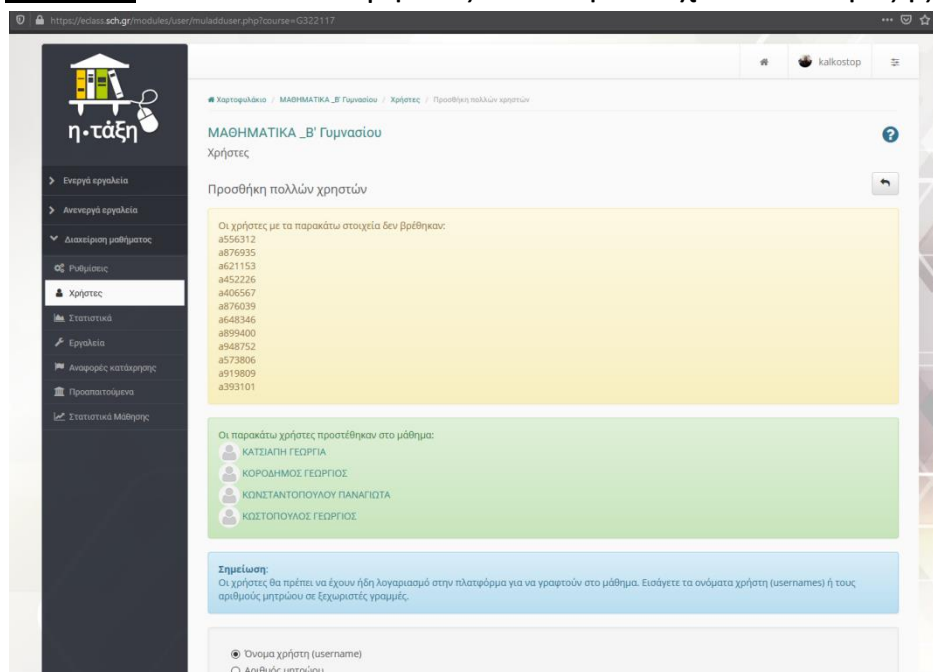 https://eclass.sch.gr/modules/user/muladduser.php?course=G322117
kalkostop
Χαρτοφυλάκιο / ΜΑΘΗΜΑΤΙΚΑ _Β' Γυμνασίου / Χρήστες / Προσθήκη πολλών χρηστών
η·τάξη
ΜΑΘΗΜΑΤΙΚΑ _Β' Γυμνασίου
Χρήστες
Ενεργά εργαλεία
Ανενεργά εργαλεία
Διαχείριση μαθήματος
Ρυθμίσεις
Χρήστες
Στατιστικά
Εργαλεία
Αναφορές κατάχρησης
Προαπαιτούμενα
Στατιστικά Μάθησης
Προσθήκη πολλών χρηστών
Οι χρήστες με τα παρακάτω στοιχεία δεν βρέθηκαν:
a556312
a876935
a621153
a452226
a406567
a876039
a648346
a899400
a948752
a573806
a919809
a393101
Οι παρακάτω χρήστες προστέθηκαν στο μάθημα:
ΚΑΤΣΙΑΠΗ ΓΕΩΡΓΙΑ
ΚΟΡΟΔΗΜΟΣ ΓΕΩΡΓΙΟΣ
ΚΩΝΣΤΑΝΤΟΠΟΥΛΟΥ ΠΑΝΑΓΙΩΤΑ
ΚΩΣΤΟΠΟΥΛΟΣ ΓΕΩΡΓΙΟΣ
Σημείωση:
Οι χρήστες θα πρέπει να έχουν ήδη λογαριασμό στην πλατφόρμα για να γραφτούν στο μάθημα. Εισάγετε τα ονόματα χρήστη (usernames) ή τους
αριθμούς μητρώου σε ξεχωριστές γραμμές.
Όνομα χρήστη (username)
Αριθμός μητρώου